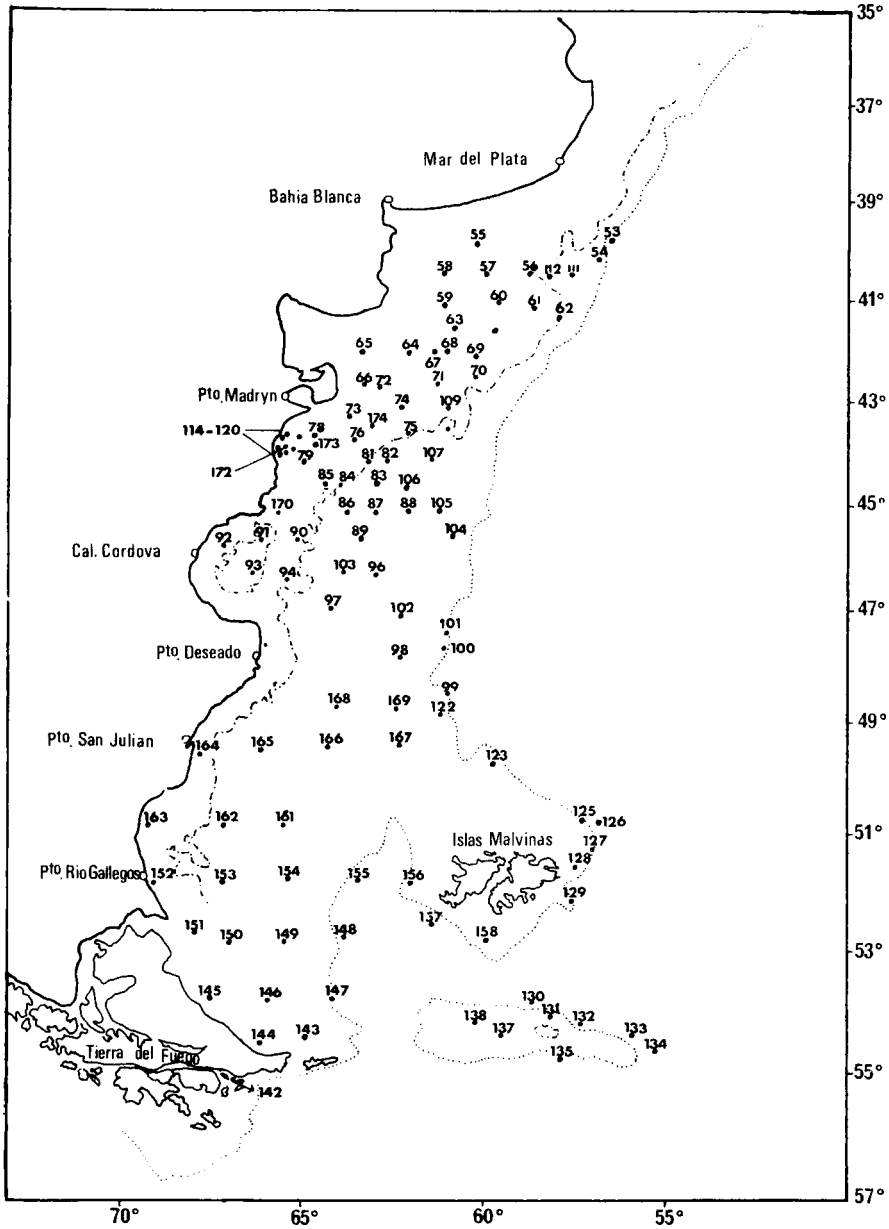 35°
37°
Mar del Plata
Bahia Blanca
39°
53
55
54
58 57 56 112 111
41°
59 60 61 62
63
65 64 68 69
67
66 72 71 70
Pto. Madryn
43°
74 109
73 174
114-120 78 76 75
173
172 79 81 82 107
85 84 83 106
45°
170 86 87 88 105
92 91 90 89 104
Cal. Cordova
93 94 103 96
47°
97 102 101
Pto. Deseado
98 100
99
168 169 122
49°
Pto. San Julian
164 165 166 167
123
163 162 161 125 126
51°
Islas Malvinas 127
128
Pto. Rio Gallegos 152 153 154 155 156
129
151 150 149 148 157 158
53°
145 146 147 130
138 131 132
144 143 137 133
Tierra del Fuego 135 134
55°
142
57°
70° 65° 60° 55°